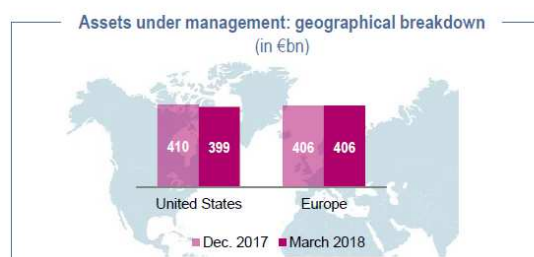 Assets under management: geographical breakdown
(in €bn)
410 399 406 406
United States Europe
Dec. 2017 March 2018